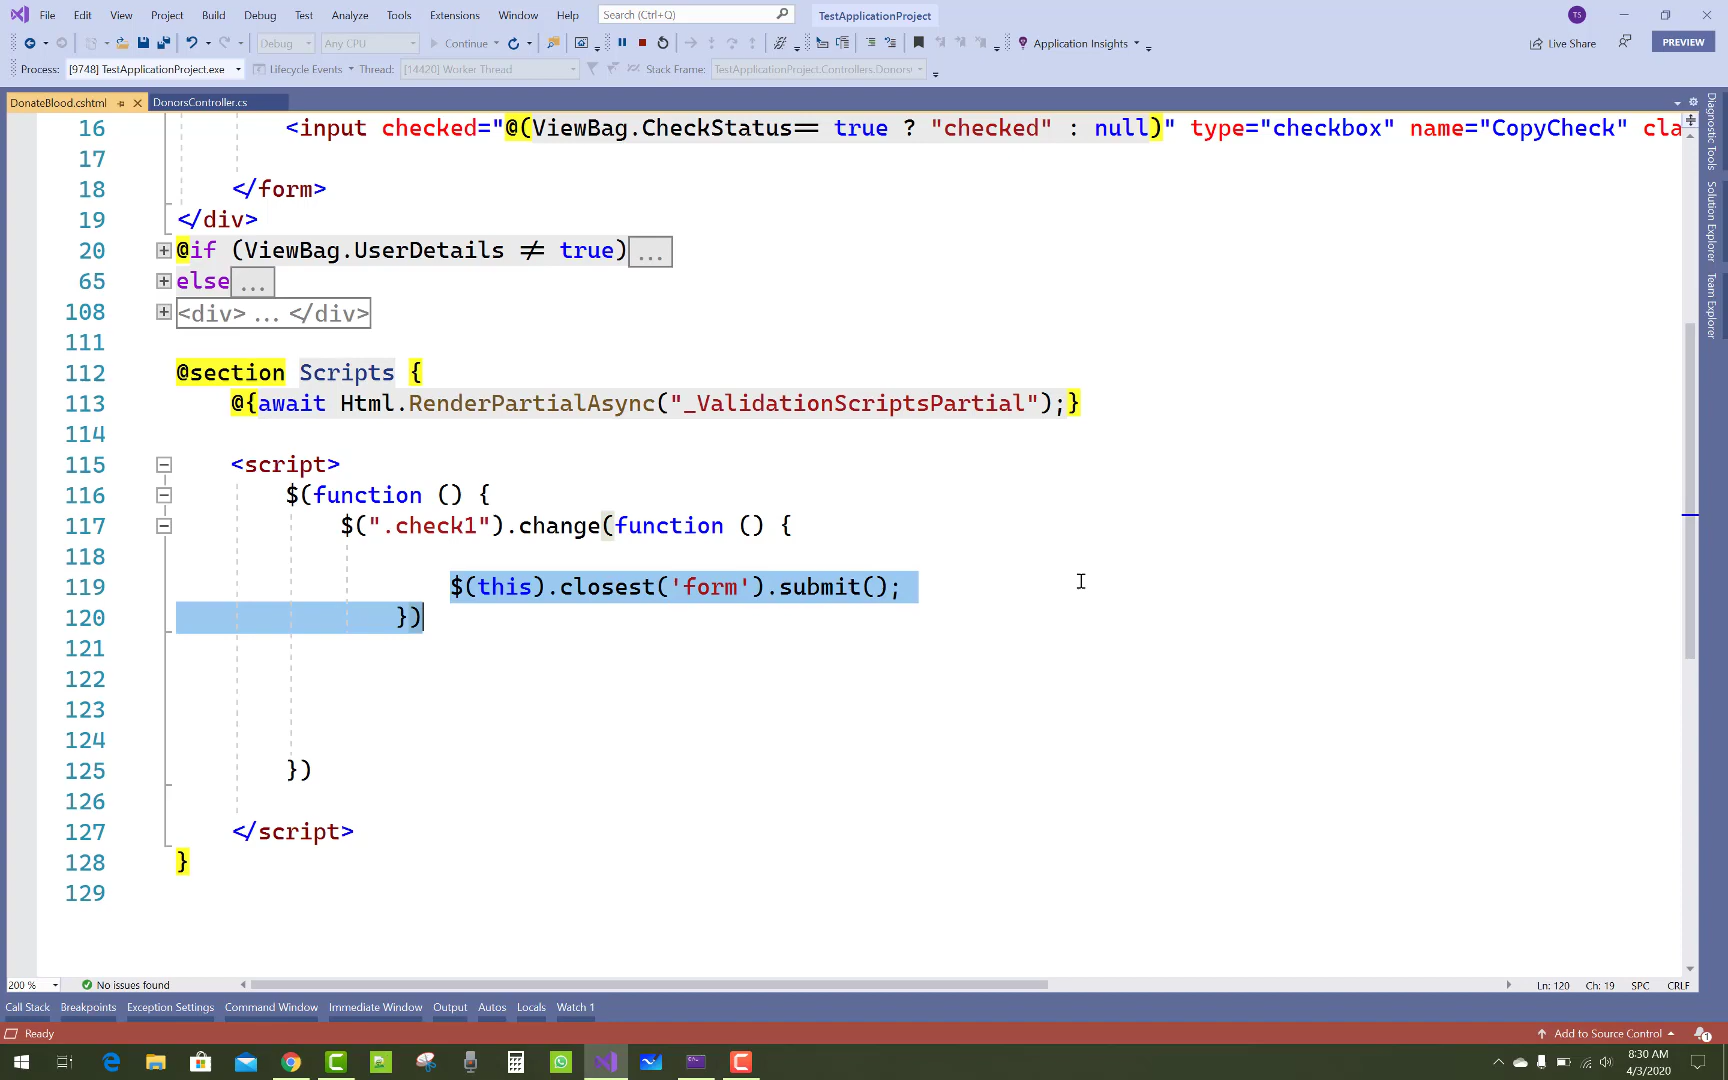 File Edit View Project Build Debug Test Analyze Tools Extensions Window Help Search (Ctrl+Q) TestApplicationProject TS
Debug Any CPU Continue Application Insights Live Share PREVIEW
Process: [9748] TestApplicationProject.exe Lifecycle Events Thread: [14420] Worker Thread Stack Frame: TestApplicationProject.Controllers.Donors
DonateBlood.cshtml DonorsController.cs
16 <input checked="@(ViewBag.CheckStatus== true ? "checked" : null)" type="checkbox" name="CopyCheck" cla
17
18 </form>
19 </div>
20 @if (ViewBag.UserDetails != true)...
65 else...
108 <div>...</div>
111
112 @section Scripts {
113 @{await Html.RenderPartialAsync("_ValidationScriptsPartial");}
114
115 <script>
116 $(function () {
117 $(".check1").change(function () {
118
119 $(this).closest('form').submit();
120 })
121
122
123
124
125 })
126
127 </script>
128 }
129
Diagnostic Tools
Solution Explorer
Team Explorer
200 % No issues found Ln: 120 Ch: 19 SPC CRLF
Call Stack Breakpoints Exception Settings Command Window Immediate Window Output Autos Locals Watch 1
Ready Add to Source Control 1
8:30 AM
4/3/2020